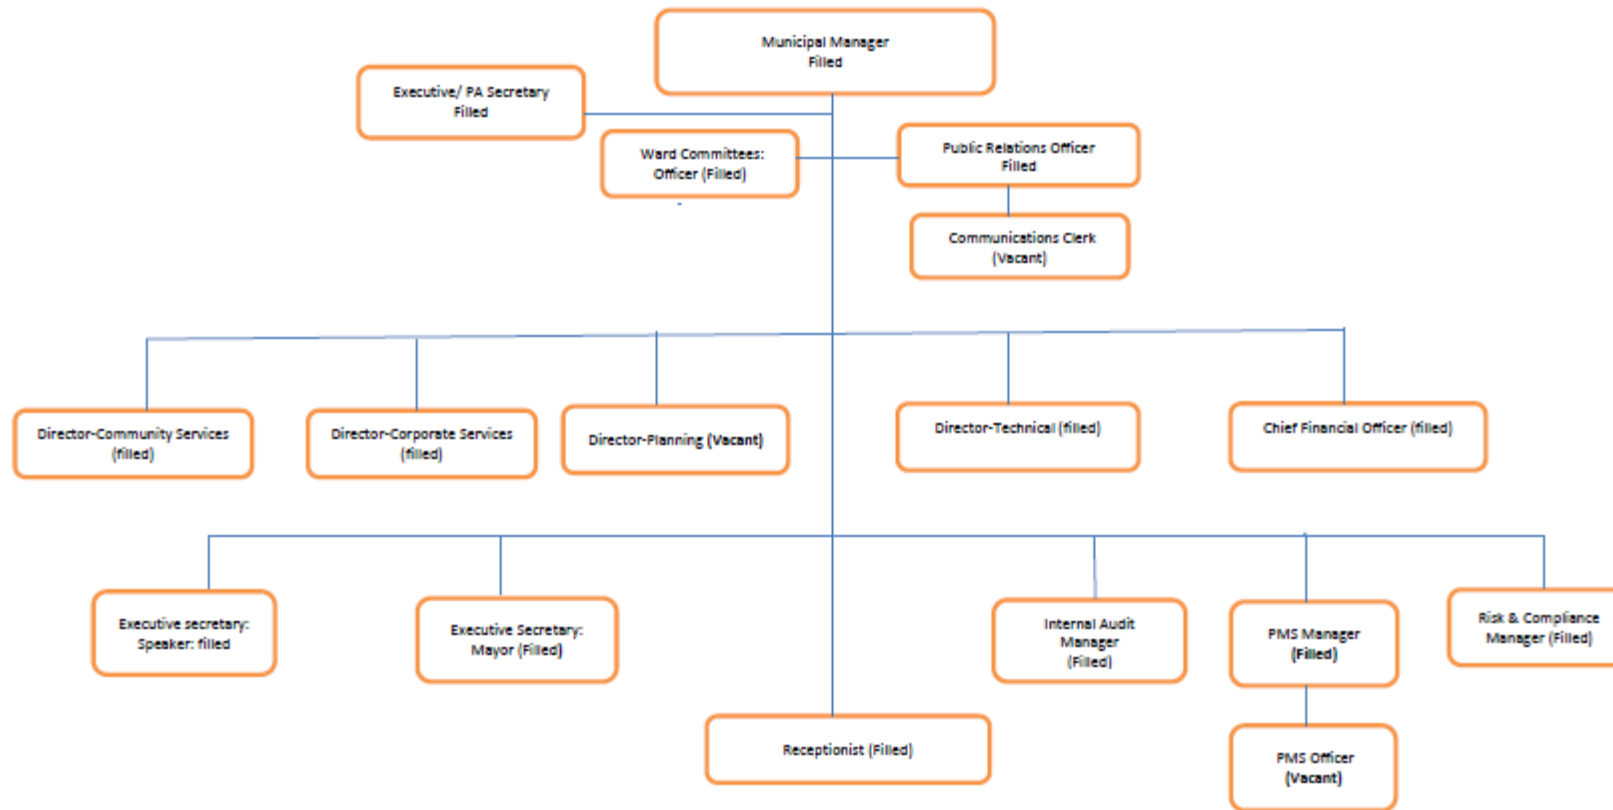 Municipal Manager
Filled
Executive/ PA Secretary
Filled
Ward Committees:
Officer (Filled)
Public Relations Officer
Filled
Communications Clerk
(Vacant)
Director-Community Services
(filled)
Director-Corporate Services
(filled)
Director-Planning (Vacant)
Director-Technical (filled)
Chief Financial Officer (filled)
Executive secretary:
Speaker: filled
Executive Secretary:
Mayor (Filled)
Internal Audit
Manager
(Filled)
PMS Manager
(Filled)
Risk & Compliance
Manager (Filled)
Receptionist (Filled)
PMS Officer
(Vacant)